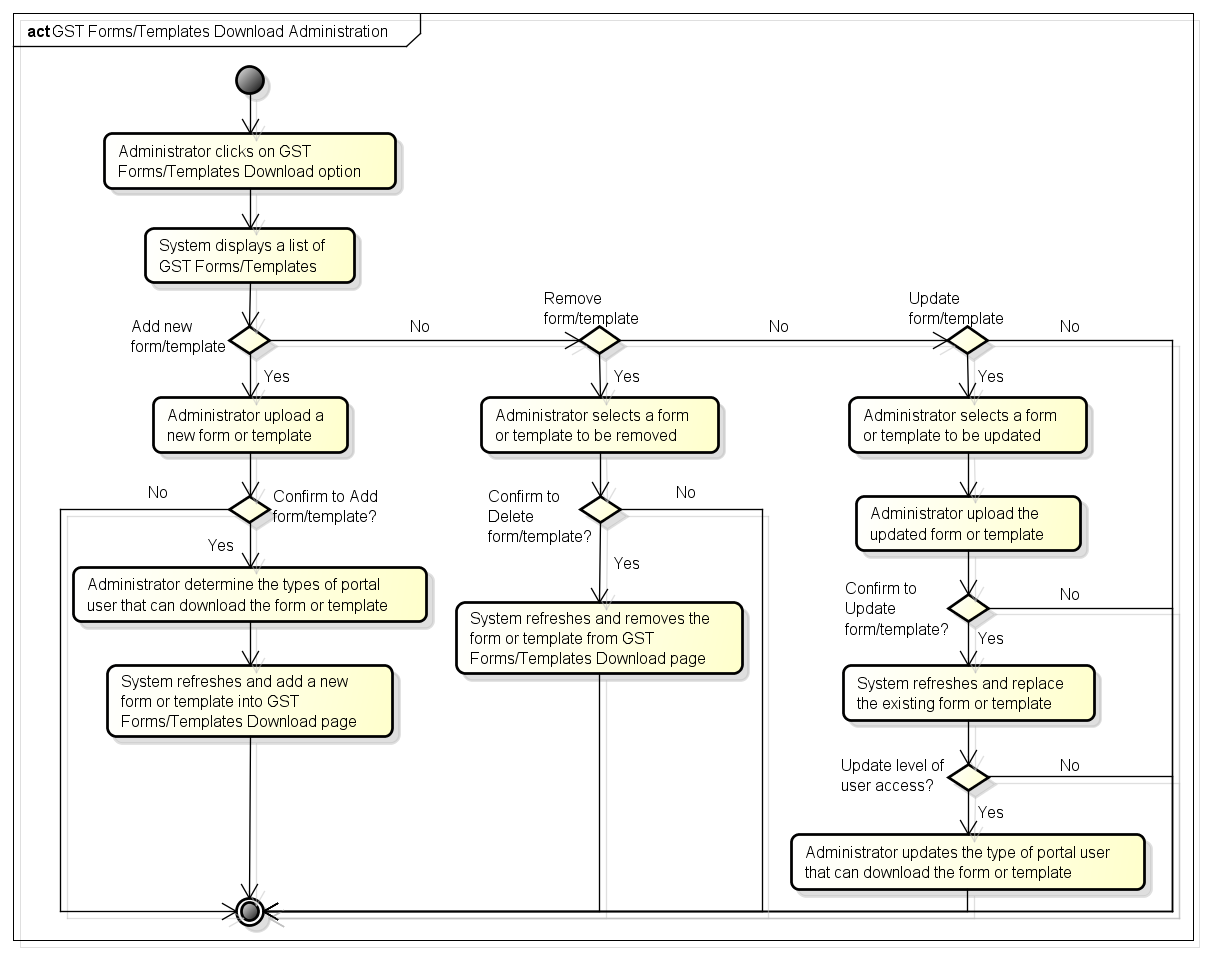 act GST Forms/Templates Download Administration
Administrator clicks on GST
Forms/Templates Download option
System displays a list of
GST Forms/Templates
Add new
form/template
No
Remove
form/template
No
Update
form/template
No
Yes
Yes
Yes
Administrator upload a
new form or template
Administrator selects a form
or template to be removed
Administrator selects a form
or template to be updated
No
Confirm to Add
form/template?
Confirm to
Delete
form/template?
No
Administrator upload the
updated form or template
Yes
Yes
Administrator determine the types of portal
user that can download the form or template
Confirm to
Update
form/template?
No
Yes
System refreshes and removes the
form or template from GST
Forms/Templates Download page
System refreshes and add a new
form or template into GST
Forms/Templates Download page
System refreshes and replace
the existing form or template
Update level of
user access?
No
Yes
Administrator updates the type of portal user
that can download the form or template